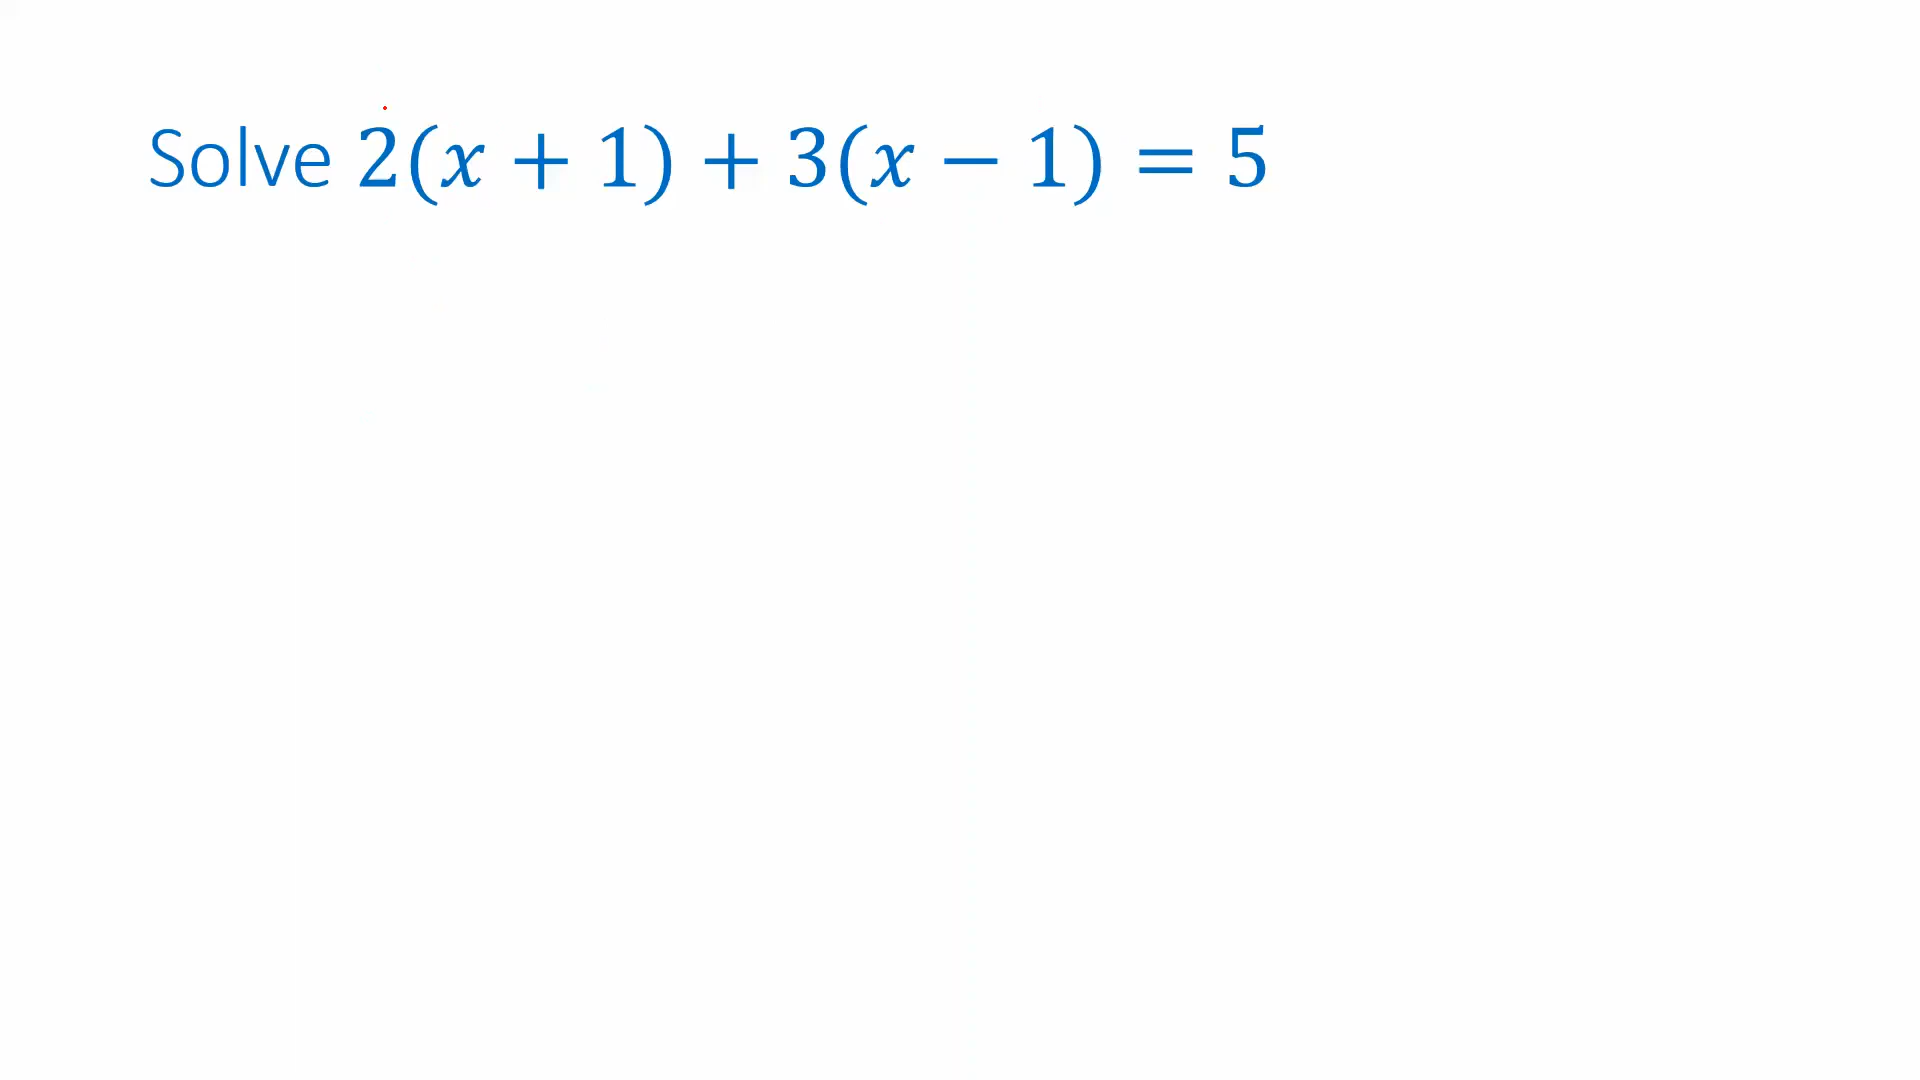 Solve 2(x + 1) + 3(x − 1) = 5